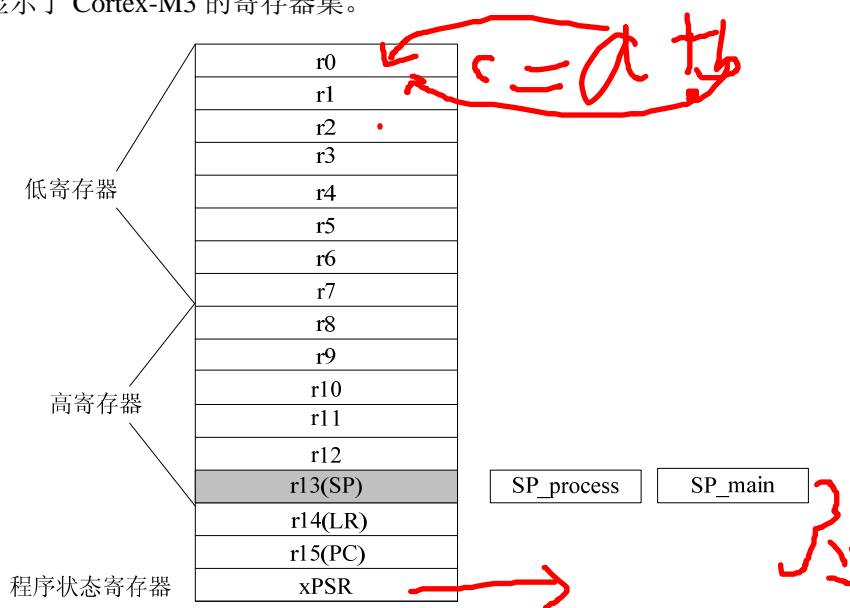 显示了 Cortex-M3 的寄存器集。
r0
c = a + b
r1
r2
r3
低寄存器
r4
r5
r6
r7
r8
r9
高寄存器
r10
r11
r12
r13(SP)
SP_process
SP_main
r14(LR)
r15(PC)
程序状态寄存器
xPSR